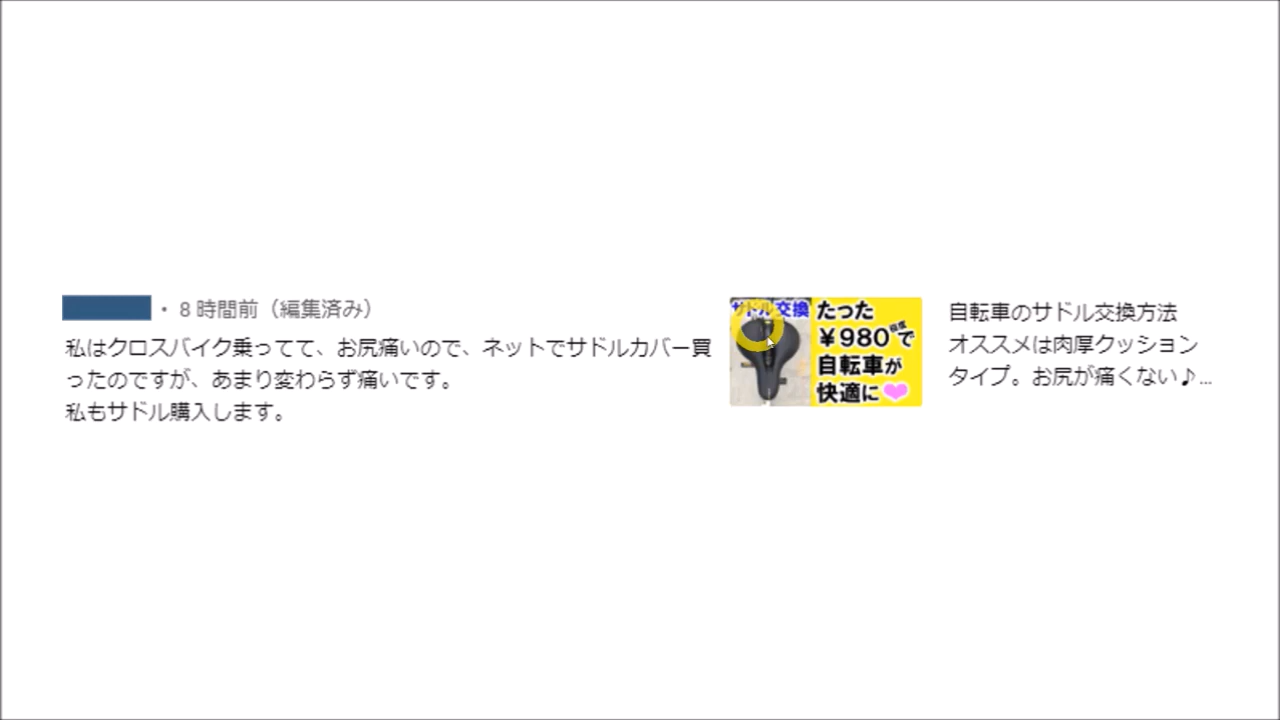 ・ 8 時間前（編集済み）
私はクロスバイク乗ってて、お尻痛いので、ネットでサドルカバー買
ったのですが、あまり変わらず痛いです。
私もサドル購入します。
サドル交換
たった
￥980程度で
自転車が
快適に
自転車のサドル交換方法
オススメは肉厚クッション
タイプ。お尻が痛くない♪...